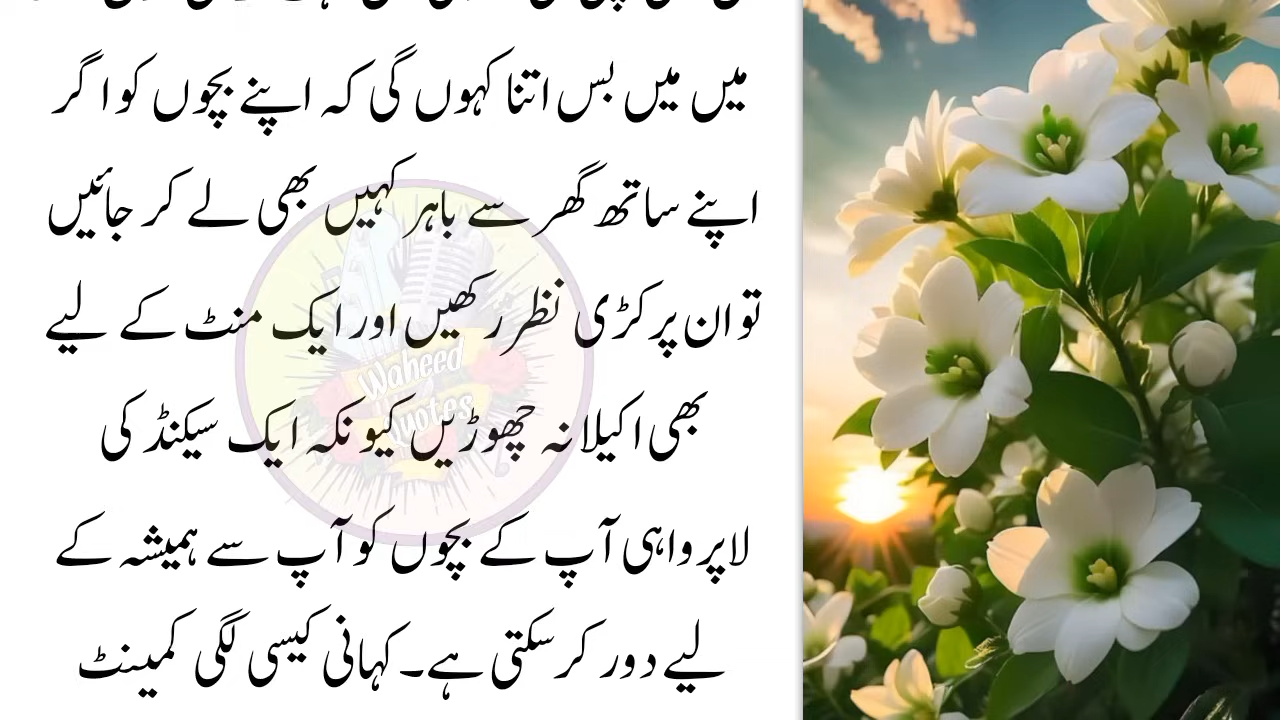 میں میں بس اتنا کہوں گی کہ اپنے بچوں کو اگر
اپنے ساتھ گھر سے باہر کہیں بھی لے کر جائیں
تو ان پر کڑی نظر رکھیں اور ایک منٹ کے لیے
بھی اکیلا نہ چھوڑیں کیونکہ ایک سیکنڈ کی
لاپرواہی آپ کے بچوں کو آپ سے ہمیشہ کے
لیے دور کر سکتی ہے۔ کہانی کیسی لگی کمینٹ
Waheed
Quotes